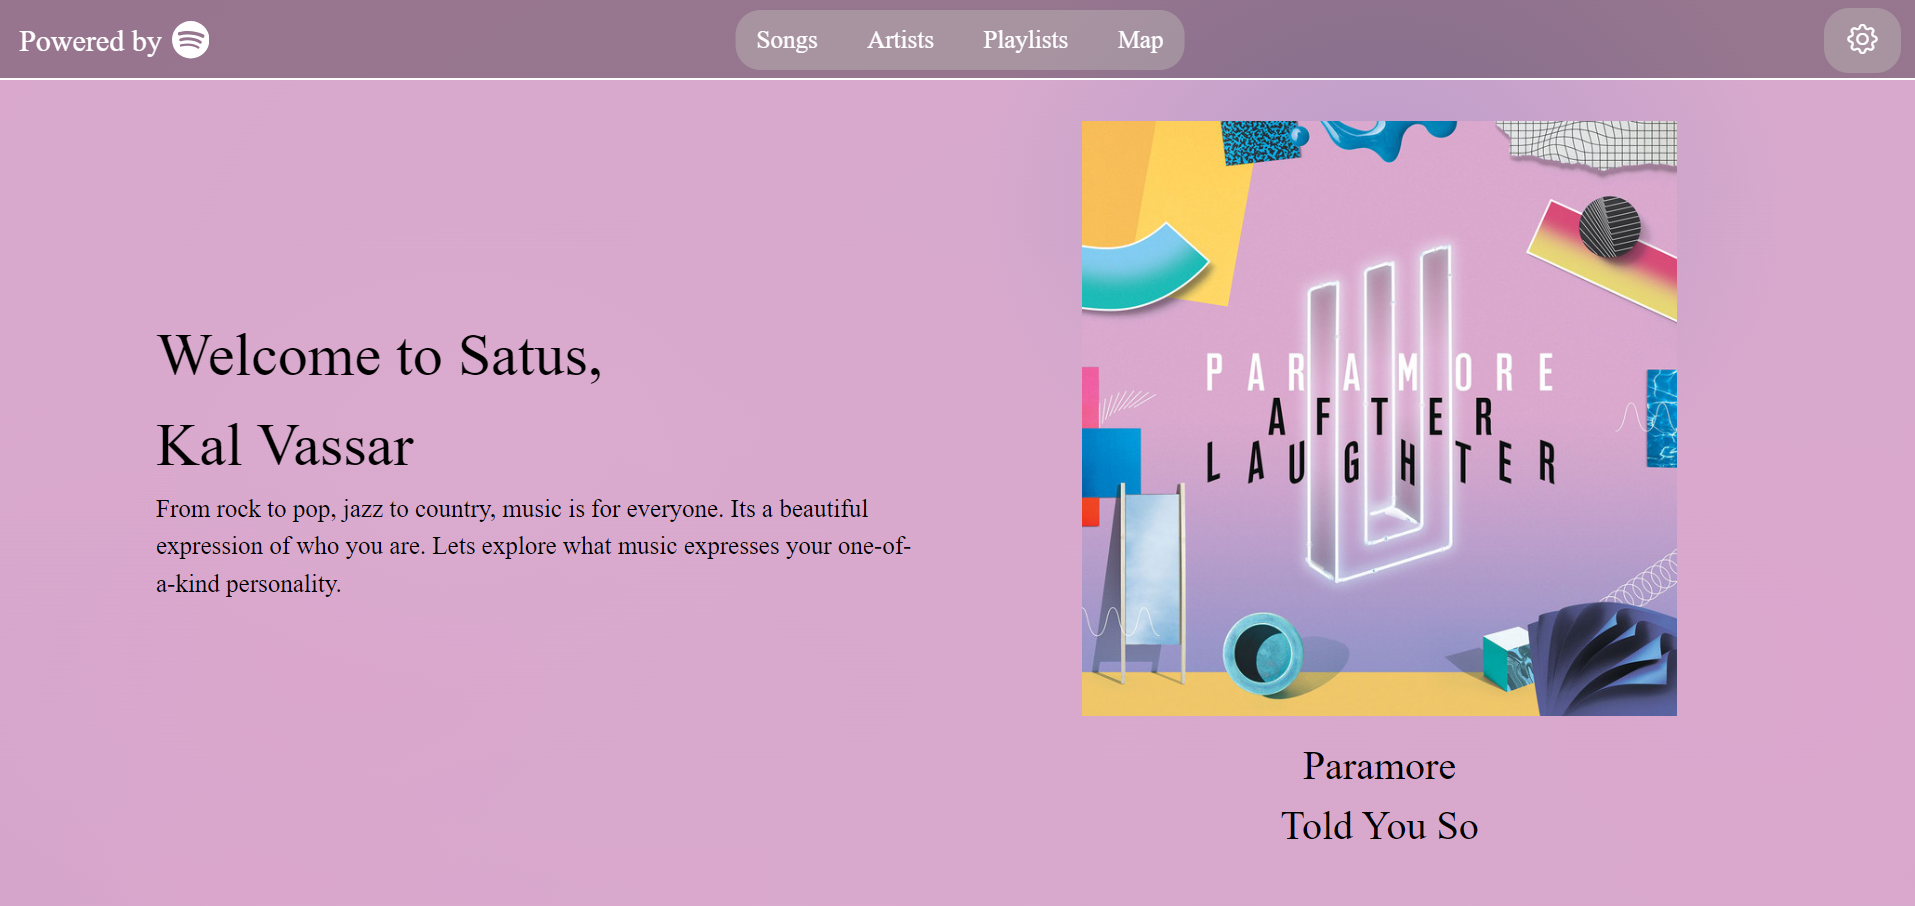 Powered by
Songs Artists Playlists Map
Welcome to Satus,
Kal Vassar
From rock to pop, jazz to country, music is for everyone. Its a beautiful
expression of who you are. Lets explore what music expresses your one-of-
a-kind personality.
PARAMORE
AFTER
LAUGHTER
Paramore
Told You So